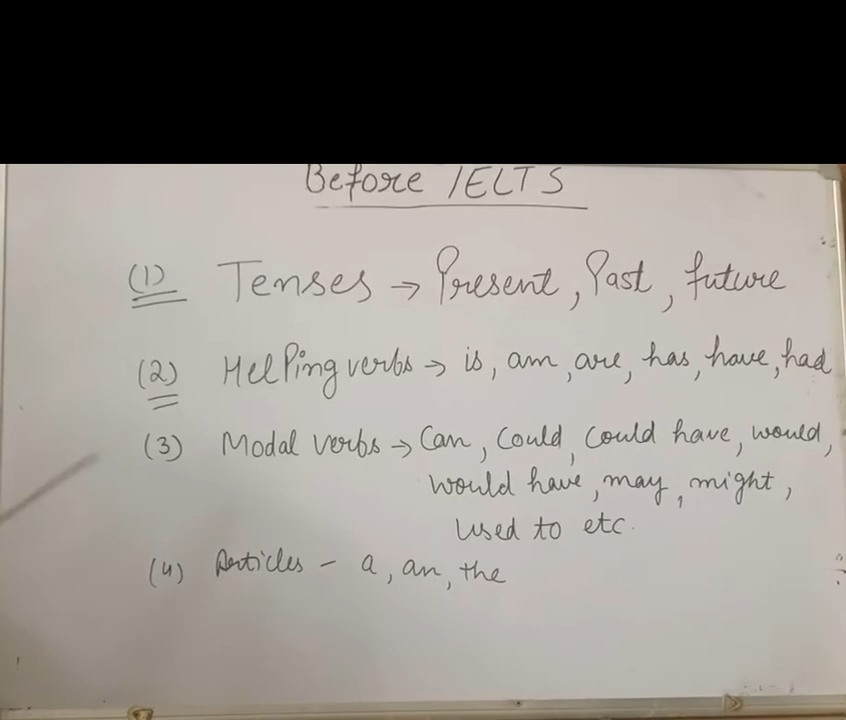 Before IELTS
(1) Tenses → Present, Past, future
(2) Helping verbs → is, am, are, has, have, had
(3) Modal verbs → Can, Could, Could have, would,
would have, may, might,
used to etc.
(4) Articles - a, an, the